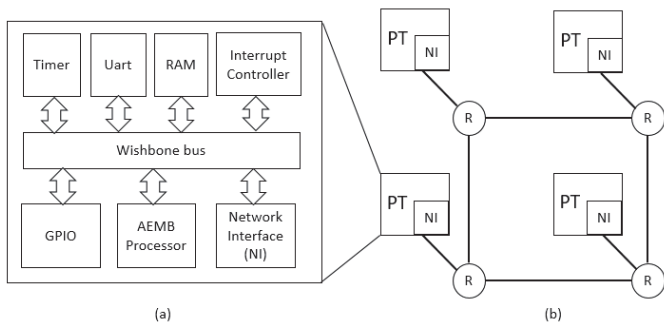 Timer
Uart
RAM
Interrupt
Controller
Wishbone bus
GPIO
AEMB
Processor
Network
Interface
(NI)
(a)
PT
NI
PT
NI
R
R
PT
NI
PT
NI
R
R
(b)